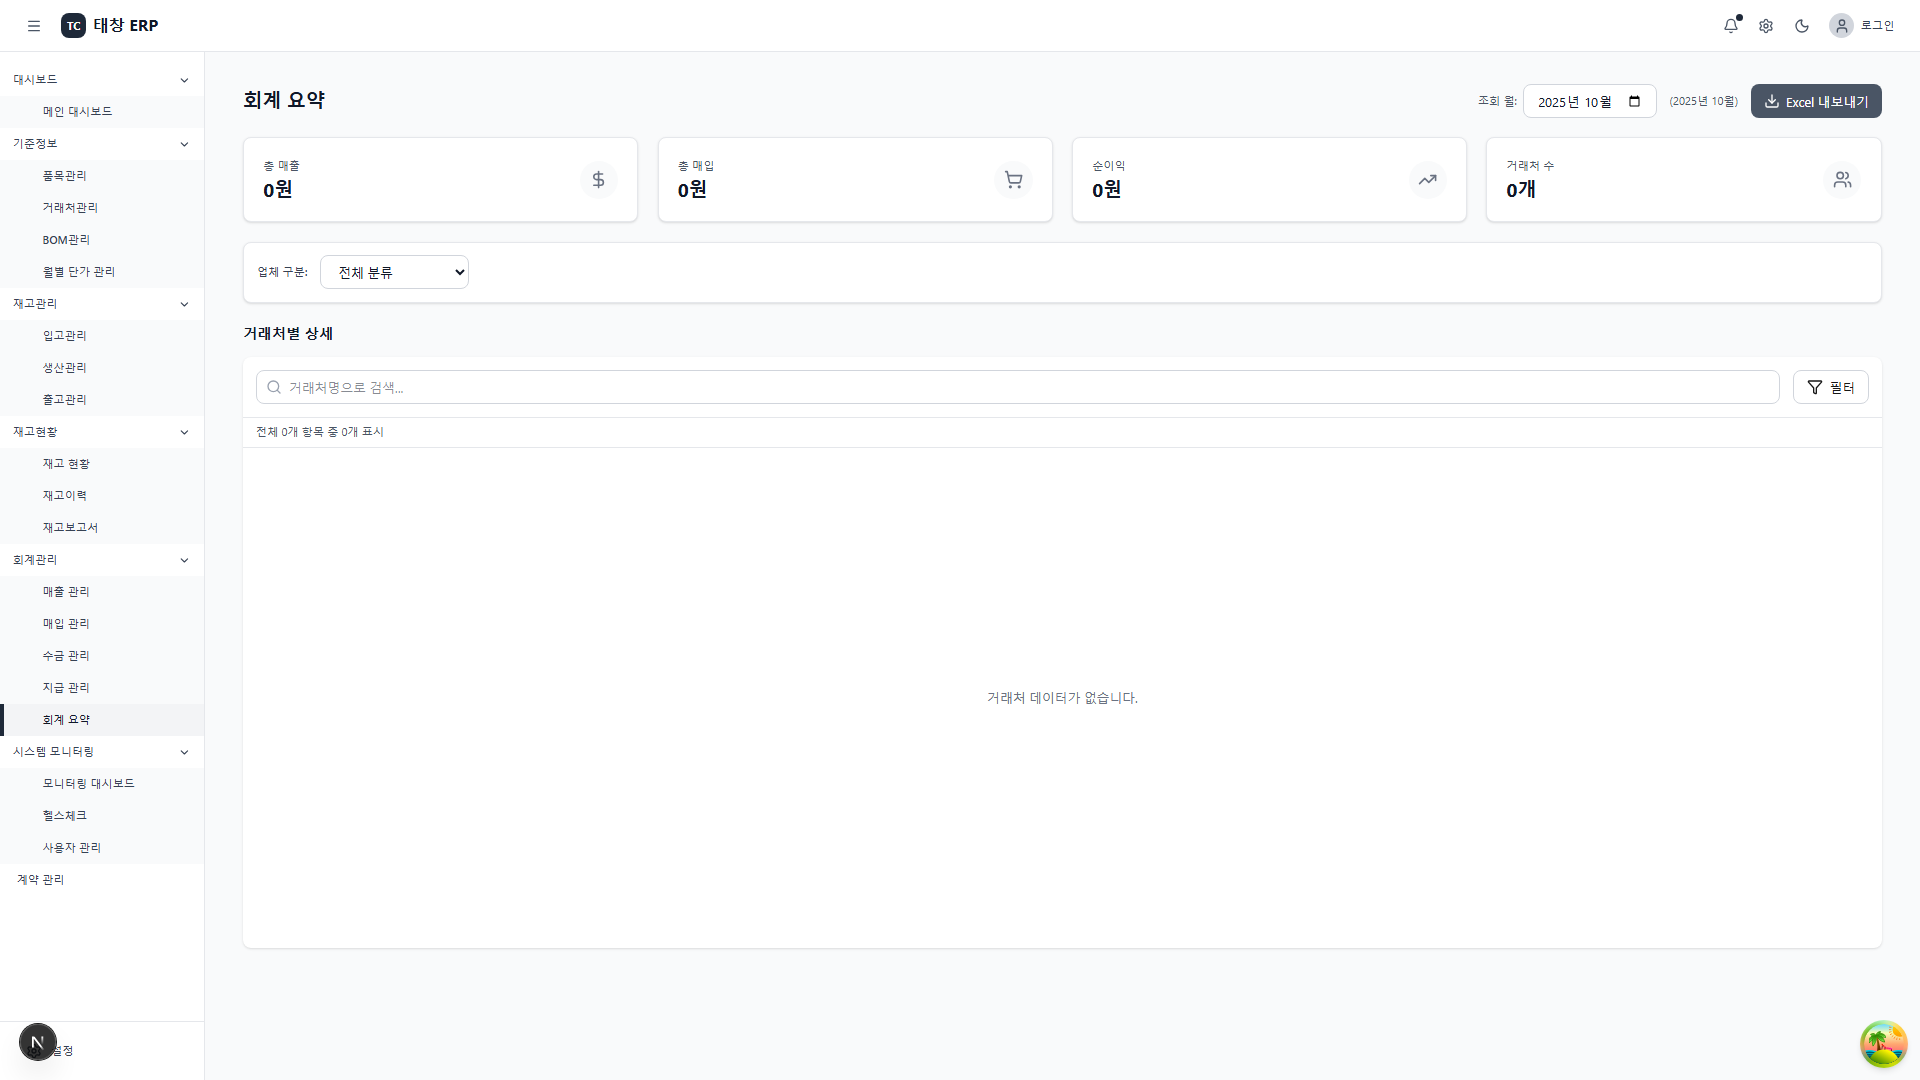 TC 태창 ERP
로그인
대시보드
메인 대시보드
기준정보
품목관리
거래처관리
BOM관리
월별 단가 관리
재고관리
입고관리
생산관리
출고관리
재고현황
재고 현황
재고이력
재고보고서
회계관리
매출 관리
매입 관리
수금 관리
지급 관리
회계 요약
시스템 모니터링
모니터링 대시보드
헬스체크
사용자 관리
계약 관리
N
설정
회계 요약
조회 월: 2025년 10월 (2025년 10월) Excel 내보내기
총 매출
0원
총 매입
0원
순이익
0원
거래처 수
0개
업체 구분: 전체 분류
거래처별 상세
거래처명으로 검색... 필터
전체 0개 항목 중 0개 표시
거래처 데이터가 없습니다.